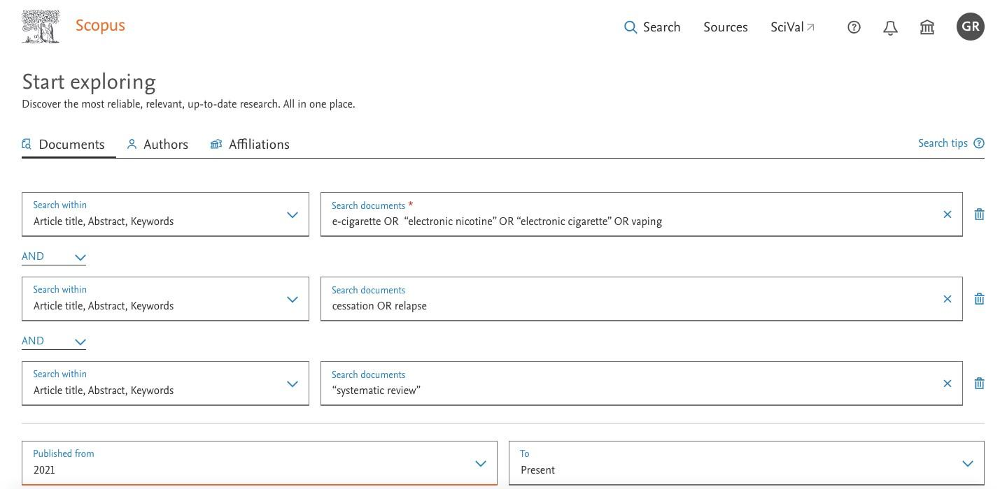 Scopus
Search Sources SciVal GR
Start exploring
Discover the most reliable, relevant, up-to-date research. All in one place.
Documents Authors Affiliations
Search tips
Search within
Article title, Abstract, Keywords
Search documents *
e-cigarette OR “electronic nicotine” OR “electronic cigarette” OR vaping
AND
Search within
Article title, Abstract, Keywords
Search documents
cessation OR relapse
AND
Search within
Article title, Abstract, Keywords
Search documents
“systematic review”
Published from
2021
To
Present